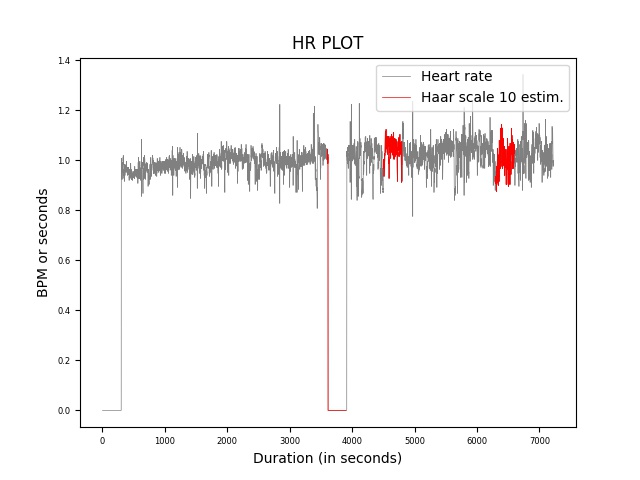 HR PLOT
Heart rate
Haar scale 10 estim.
BPM or seconds
1.4
1.2
1.0
0.8
0.6
0.4
0.2
0.0
0 1000 2000 3000 4000 5000 6000 7000
Duration (in seconds)